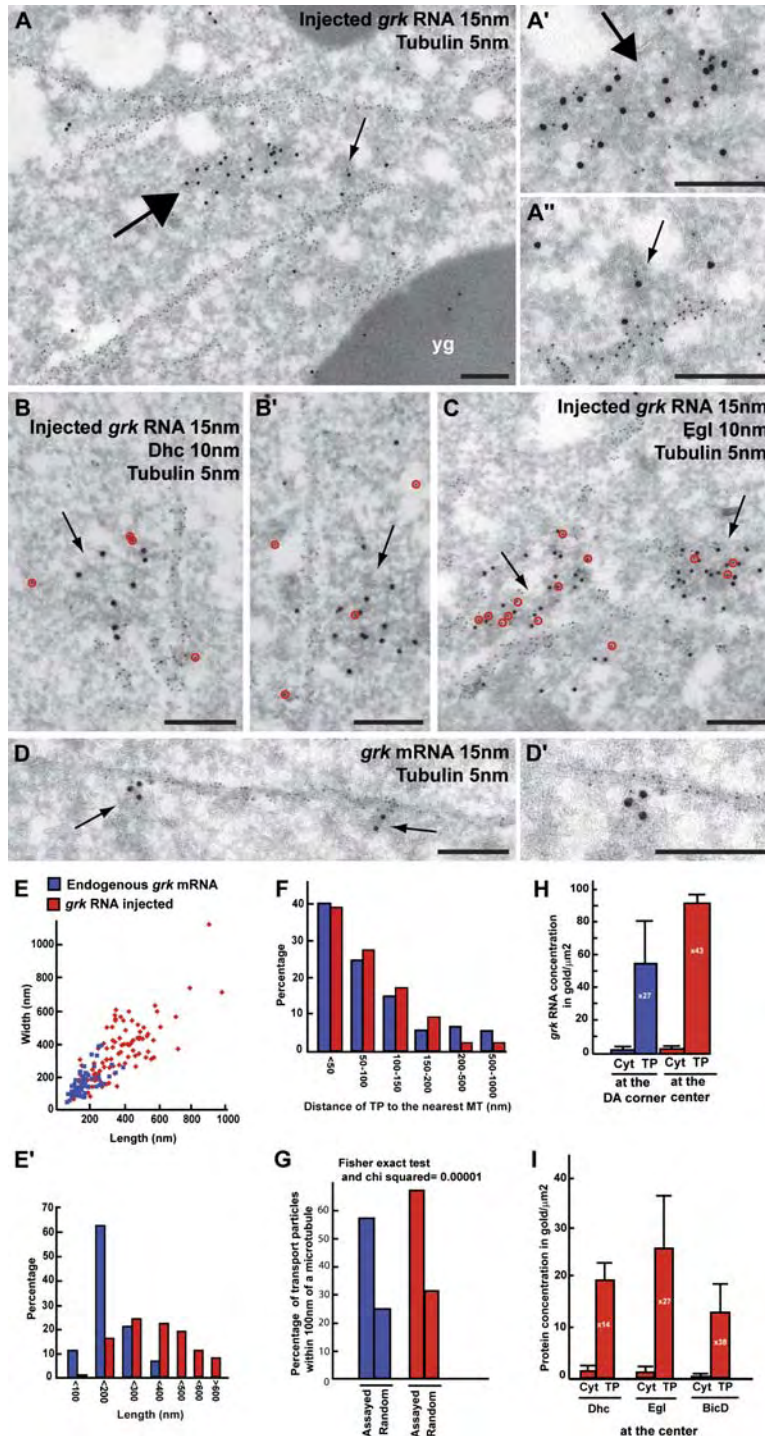 A
Injected grk RNA 15nm
Tubulin 5nm
yg
A'
A"
B
Injected grk RNA 15nm
Dhc 10nm
Tubulin 5nm
B'
C
Injected grk RNA 15nm
Egl 10nm
Tubulin 5nm
D
grk mRNA 15nm
Tubulin 5nm
D'
E
Endogenous grk mRNA
grk RNA injected
Width (nm)
1000
800
600
400
200
200 400 600 800 1000
Length (nm)
F
Percentage
40
30
20
10
0
<50
50-100
100-150
150-200
200-500
500-1000
Distance of TP to the nearest MT (nm)
H
grk RNA concentration
in gold/µm2
100
80
60
40
20
0
x27
x43
Cyt TP Cyt TP
at the at the
DA corner center
E'
Percentage
70
60
50
40
30
20
10
0
<100
<200
<300
<400
<500
<600
>600
Length (nm)
G
Fisher exact test
and chi squared= 0.00001
Percentage of transport particles
within 100nm of a microtubule
60
50
40
30
20
10
0
Assayed
Random
Assayed
Random
I
Protein concentration in gold/µm2
40
20
0
x14
x27
x38
Cyt TP Cyt TP Cyt TP
Dhc Egl BicD
at the center